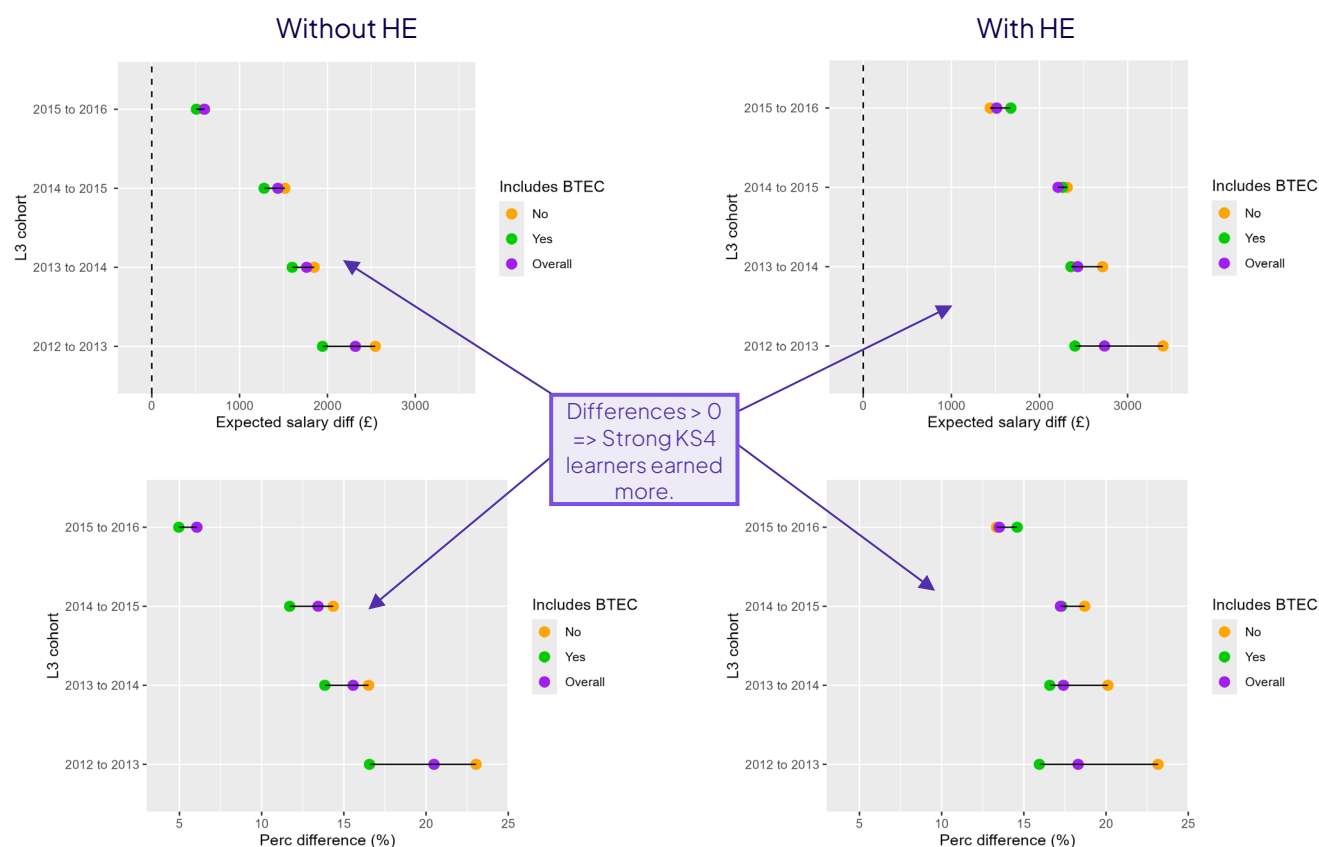 Without HE
With HE
2015 to 2016
2014 to 2015
2013 to 2014
2012 to 2013
L3 cohort
0
1000
2000
3000
Expected salary diff (£)
Includes BTEC
No
Yes
Overall
2015 to 2016
2014 to 2015
2013 to 2014
2012 to 2013
L3 cohort
0
1000
2000
3000
Expected salary diff (£)
Includes BTEC
No
Yes
Overall
Differences > 0
=> Strong KS4
learners earned
more.
2015 to 2016
2014 to 2015
2013 to 2014
2012 to 2013
L3 cohort
5
10
15
20
25
Perc difference (%)
Includes BTEC
No
Yes
Overall
2015 to 2016
2014 to 2015
2013 to 2014
2012 to 2013
L3 cohort
5
10
15
20
25
Perc difference (%)
Includes BTEC
No
Yes
Overall